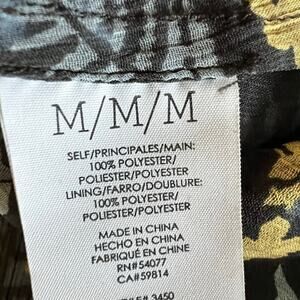 M/M/M
SELF/PRINCIPALES/MAIN:
100% POLYESTER/
POLIESTER/POLYESTER
LINING/FARRO/DOUBLURE:
100% POLYESTER/
POLIESTER/POLYESTER
MADE IN CHINA
HECHO EN CHINA
FABRIQUÉ EN CHINE
RN#54077
CA#59814
# 3450